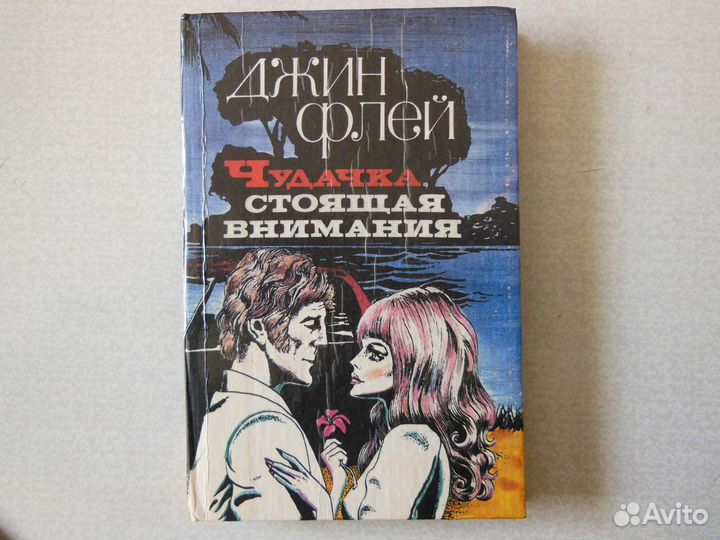 ДЖИН
ФЛЕЙ
ЧУДАЧКА,
СТОЯЩАЯ
ВНИМАНИЯ
Avito